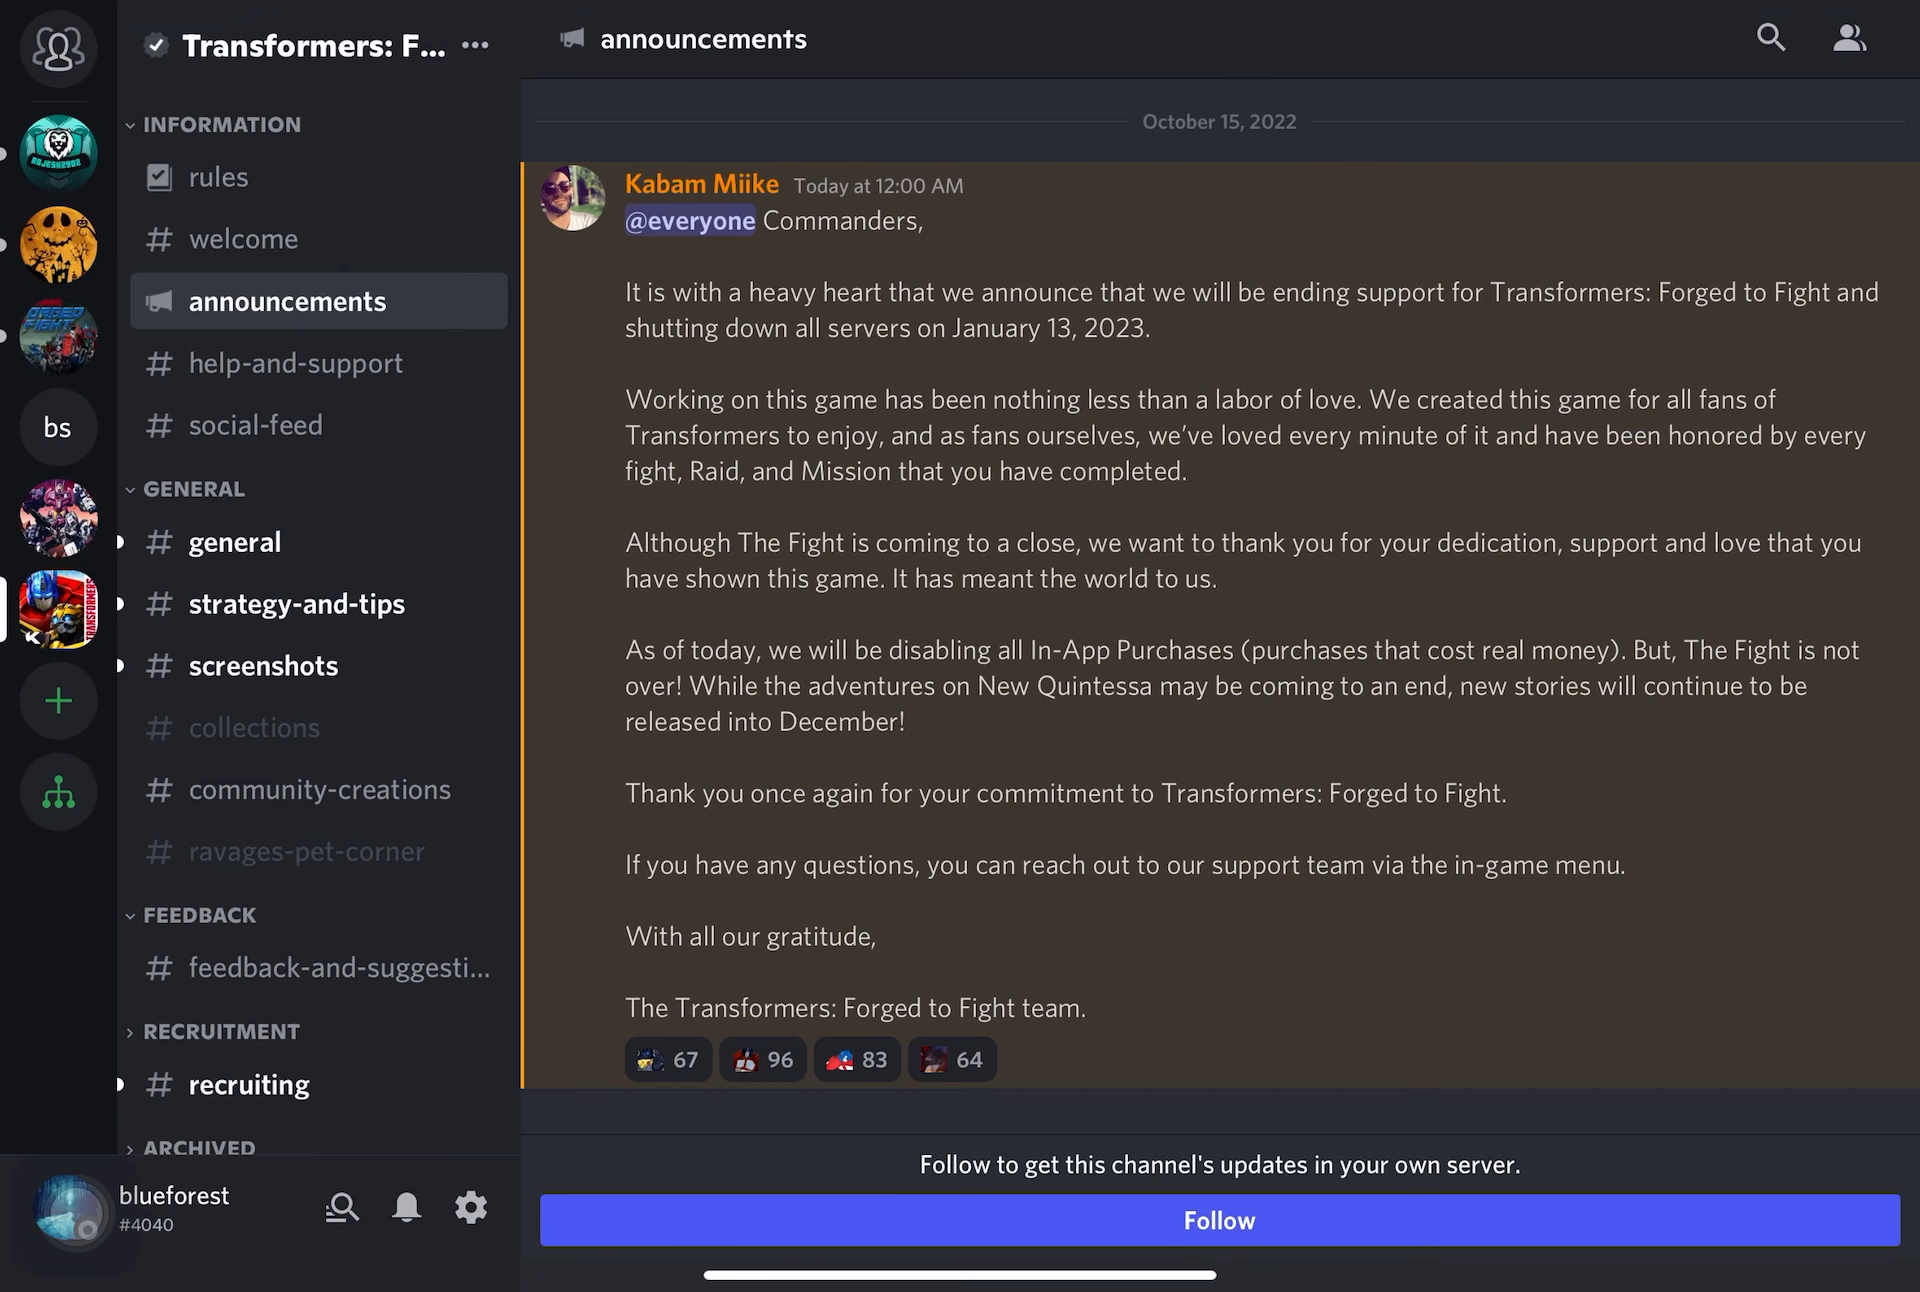 Transformers: F...
INFORMATION
rules
welcome
announcements
help-and-support
social-feed
GENERAL
general
strategy-and-tips
screenshots
collections
community-creations
ravages-pet-corner
FEEDBACK
feedback-and-suggesti...
RECRUITMENT
recruiting
ARCHIVED
RAJESH2902
FORGED
FIGHT
bs
TRANSFORMERS
blueforest
#4040
announcements
October 15, 2022
Kabam Miike Today at 12:00 AM
@everyone Commanders,
It is with a heavy heart that we announce that we will be ending support for Transformers: Forged to Fight and
shutting down all servers on January 13, 2023.
Working on this game has been nothing less than a labor of love. We created this game for all fans of
Transformers to enjoy, and as fans ourselves, we’ve loved every minute of it and have been honored by every
fight, Raid, and Mission that you have completed.
Although The Fight is coming to a close, we want to thank you for your dedication, support and love that you
have shown this game. It has meant the world to us.
As of today, we will be disabling all In-App Purchases (purchases that cost real money). But, The Fight is not
over! While the adventures on New Quintessa may be coming to an end, new stories will continue to be
released into December!
Thank you once again for your commitment to Transformers: Forged to Fight.
If you have any questions, you can reach out to our support team via the in-game menu.
With all our gratitude,
The Transformers: Forged to Fight team.
67 96 83 64
Follow to get this channel's updates in your own server.
Follow